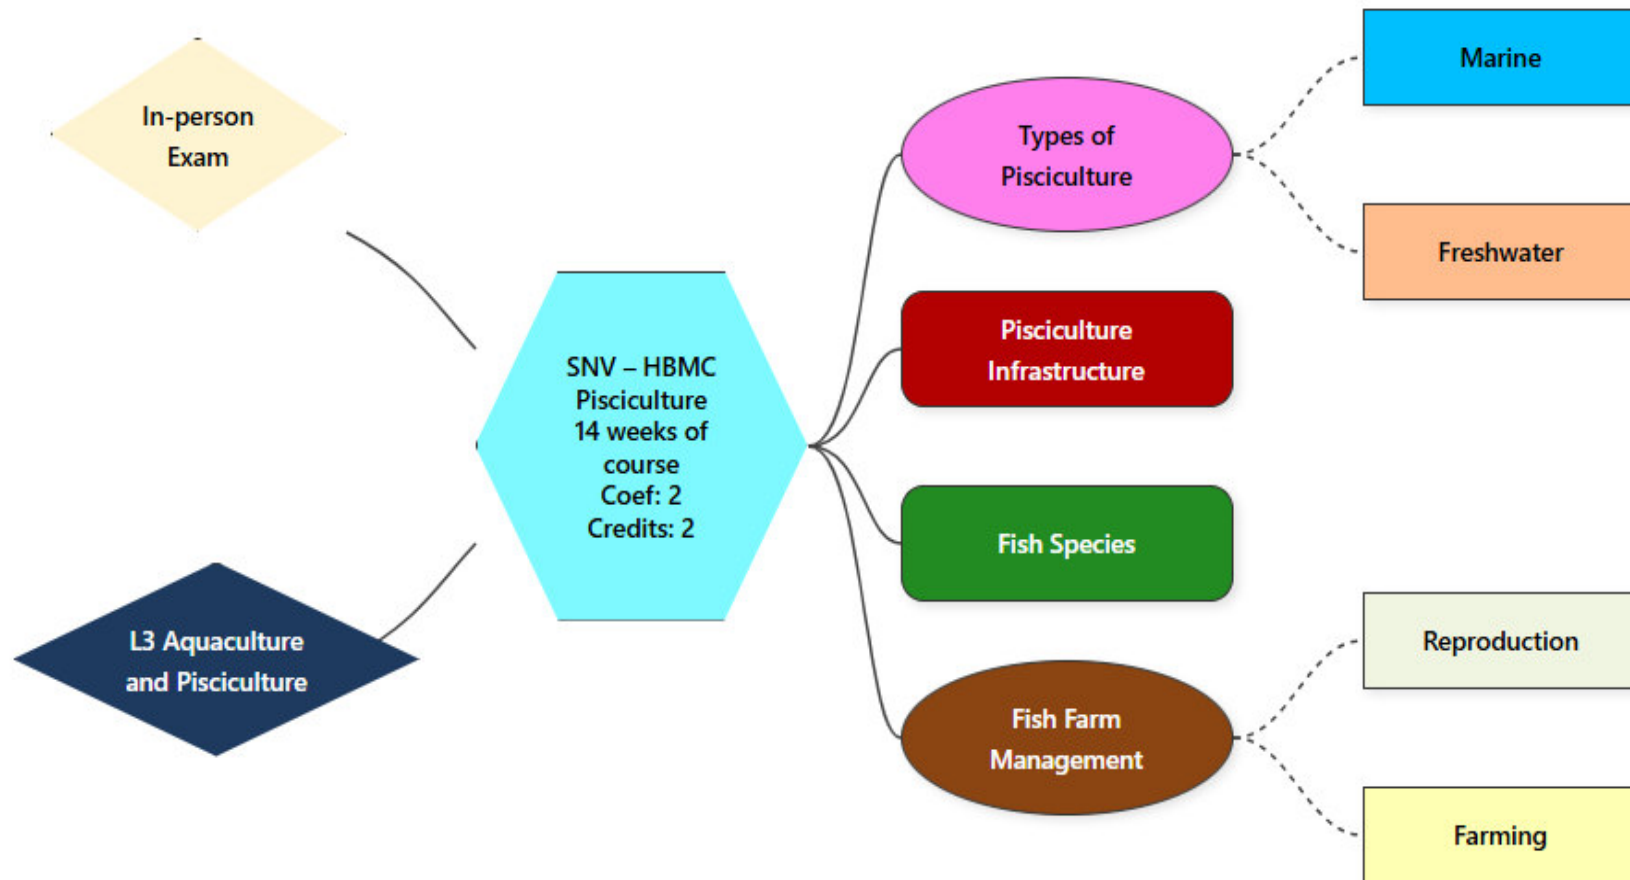 In-person
Exam
L3 Aquaculture
and Pisciculture
SNV – HBMC
Pisciculture
14 weeks of
course
Coef: 2
Credits: 2
Types of
Pisciculture
Marine
Freshwater
Pisciculture
Infrastructure
Fish Species
Fish Farm
Management
Reproduction
Farming